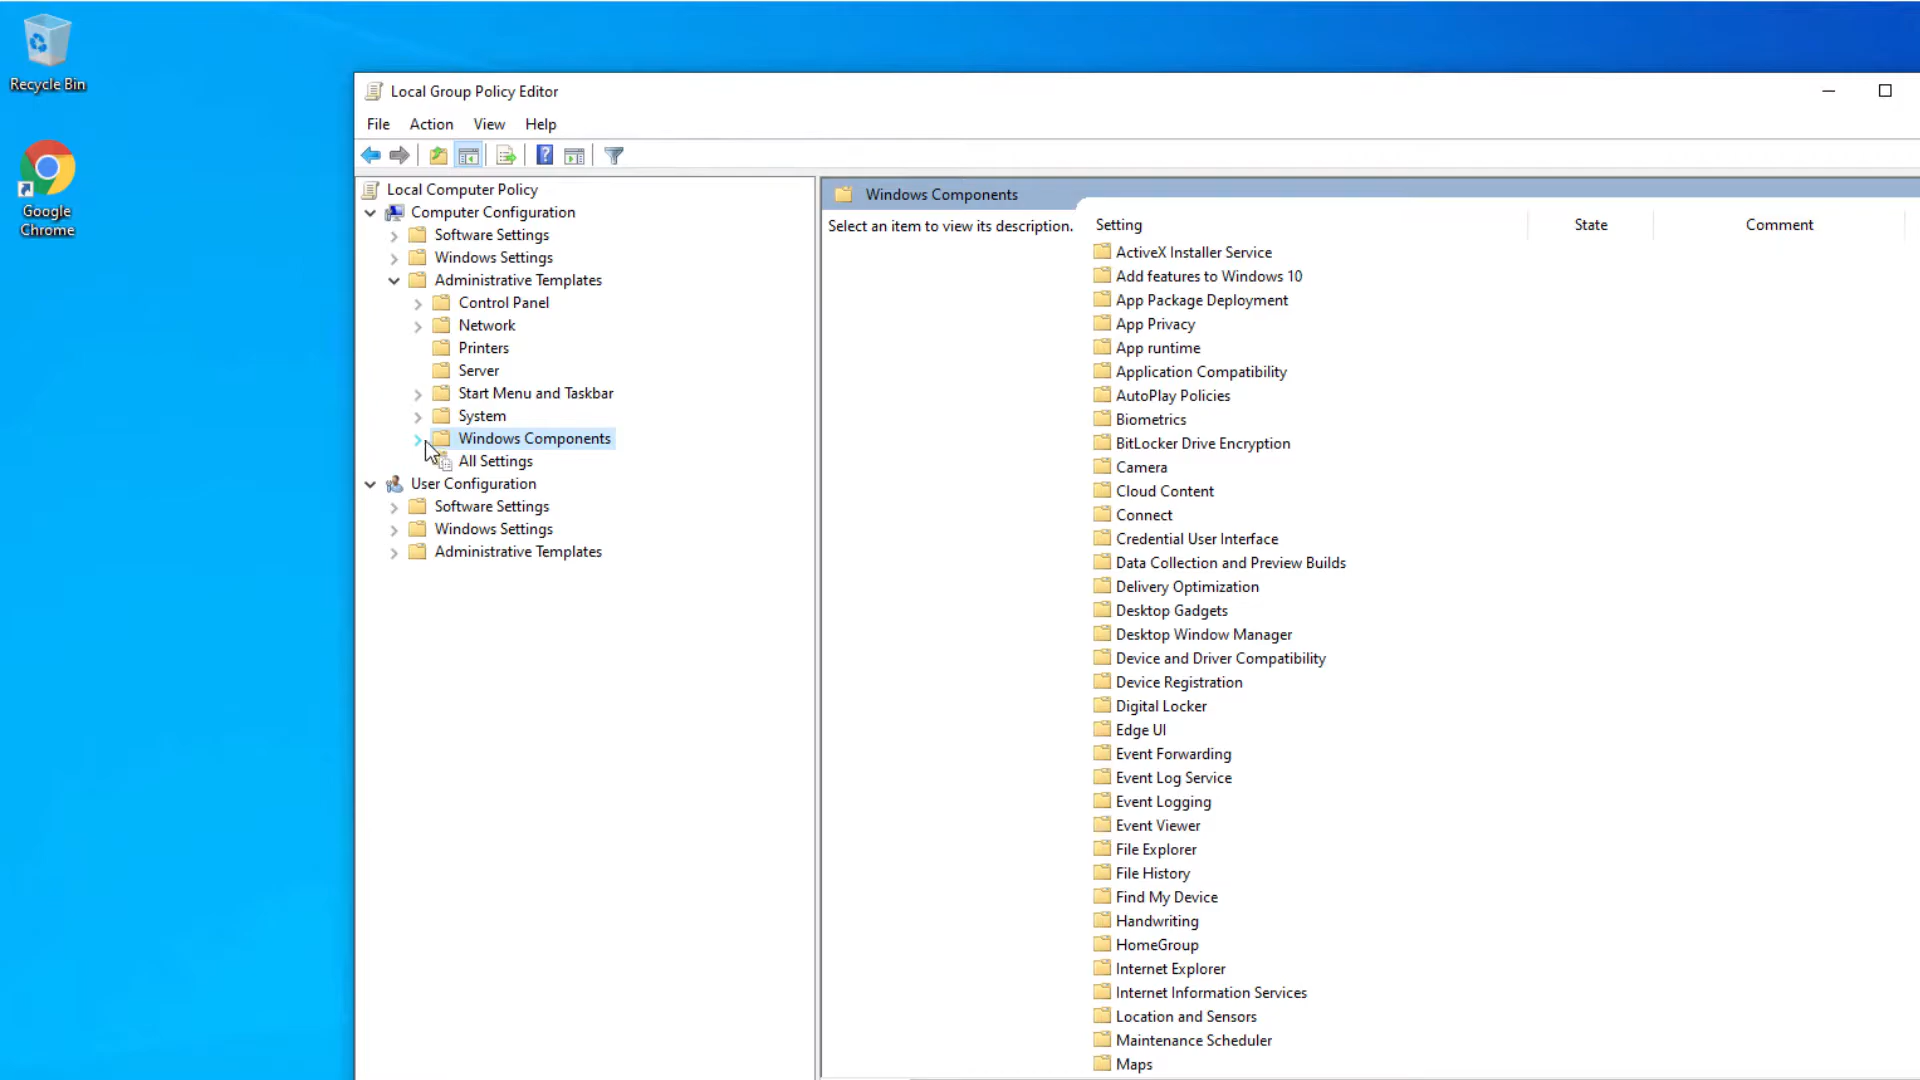 Recycle Bin
Google
Chrome
Local Group Policy Editor
File Action View Help
Local Computer Policy
Computer Configuration
Software Settings
Windows Settings
Administrative Templates
Control Panel
Network
Printers
Server
Start Menu and Taskbar
System
Windows Components
All Settings
User Configuration
Software Settings
Windows Settings
Administrative Templates
Windows Components
Select an item to view its description.
Setting State Comment
ActiveX Installer Service
Add features to Windows 10
App Package Deployment
App Privacy
App runtime
Application Compatibility
AutoPlay Policies
Biometrics
BitLocker Drive Encryption
Camera
Cloud Content
Connect
Credential User Interface
Data Collection and Preview Builds
Delivery Optimization
Desktop Gadgets
Desktop Window Manager
Device and Driver Compatibility
Device Registration
Digital Locker
Edge UI
Event Forwarding
Event Log Service
Event Logging
Event Viewer
File Explorer
File History
Find My Device
Handwriting
HomeGroup
Internet Explorer
Internet Information Services
Location and Sensors
Maintenance Scheduler
Maps